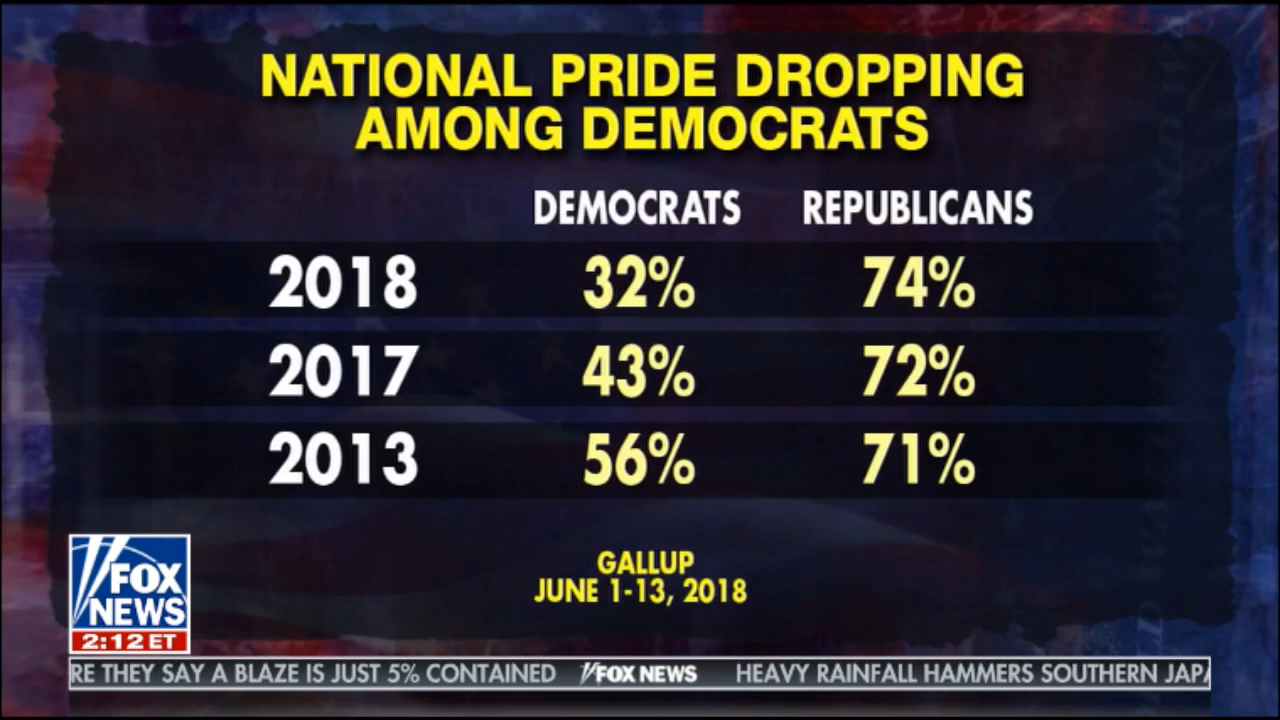 NATIONAL PRIDE DROPPING
AMONG DEMOCRATS
DEMOCRATS REPUBLICANS
2018 32% 74%
2017 43% 72%
2013 56% 71%
GALLUP
JUNE 1-13, 2018
FOX
NEWS
2:12 ET
RE THEY SAY A BLAZE IS JUST 5% CONTAINED FOX NEWS HEAVY RAINFALL HAMMERS SOUTHERN JAPA